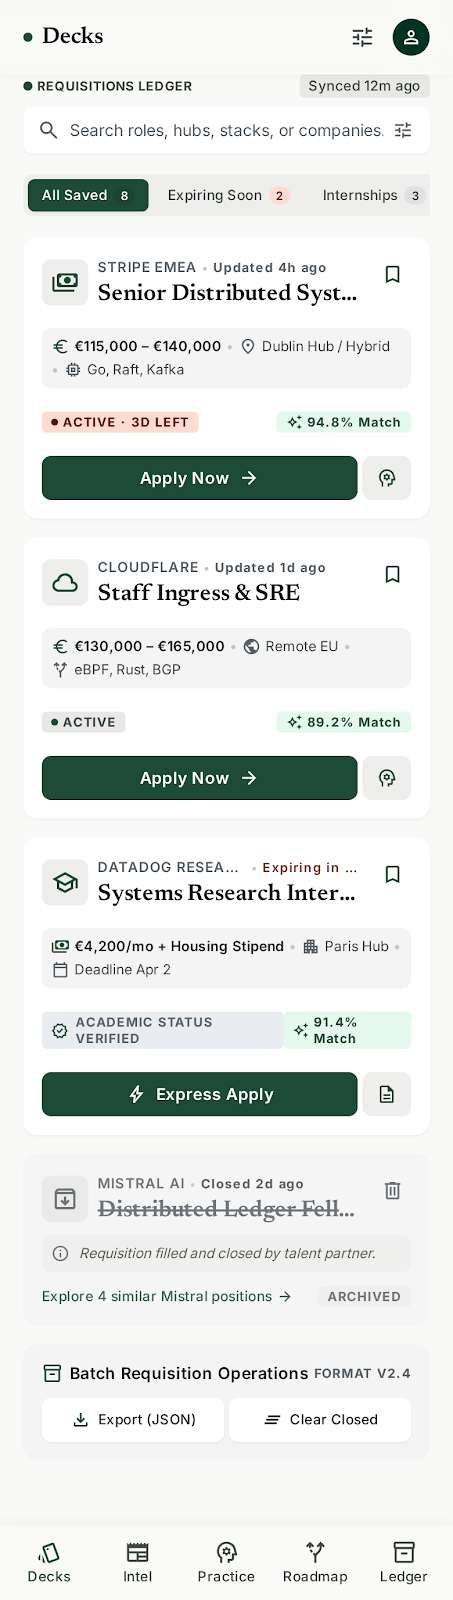 Decks
REQUISITIONS LEDGER
Synced 12m ago
Search roles, hubs, stacks, or companies.
All Saved 8
Expiring Soon 2
Internships 3
STRIPE EMEA • Updated 4h ago
Senior Distributed Syst...
€115,000 – €140,000 • Dublin Hub / Hybrid
• Go, Raft, Kafka
ACTIVE · 3D LEFT
94.8% Match
Apply Now →
CLOUDFLARE • Updated 1d ago
Staff Ingress & SRE
€130,000 – €165,000 • Remote EU •
eBPF, Rust, BGP
ACTIVE
89.2% Match
Apply Now →
DATADOG RESEA... • Expiring in ...
Systems Research Inter...
€4,200/mo + Housing Stipend • Paris Hub •
Deadline Apr 2
ACADEMIC STATUS
VERIFIED
91.4%
Match
Express Apply
MISTRAL AI • Closed 2d ago
Distributed Ledger Fell...
Requisition filled and closed by talent partner.
Explore 4 similar Mistral positions →
ARCHIVED
Batch Requisition Operations
FORMAT V2.4
Export (JSON)
Clear Closed
Decks
Intel
Practice
Roadmap
Ledger